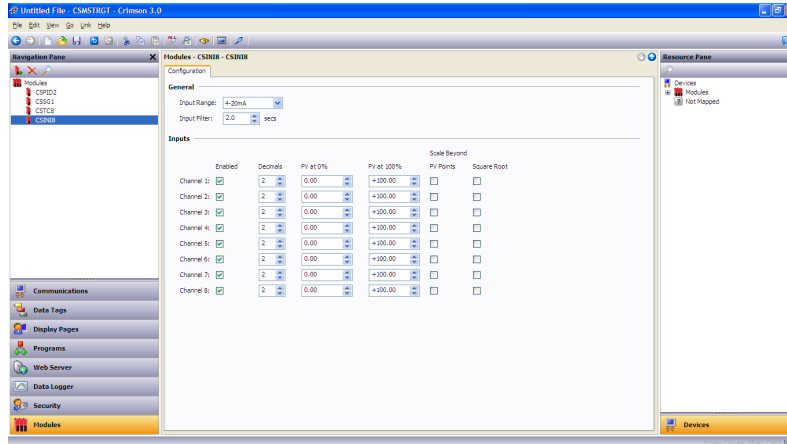 Untitled File - CSMSTRGT - Crimson 3.0
File Edit View Go Link Help
Navigation Pane
Modules - CSINI8 - CSINI8
Resource Pane
Configuration
Modules
CSPID2
CSSG1
CSTC8
CSINI8
General
Input Range: 4-20mA
Input Filter: 2.0 secs
Inputs
Scale Beyond
Enabled Decimals PV at 0% PV at 100% PV Points Square Root
Channel 1: 2 0.00 +100.00
Channel 2: 2 0.00 +100.00
Channel 3: 2 0.00 +100.00
Channel 4: 2 0.00 +100.00
Channel 5: 2 0.00 +100.00
Channel 6: 2 0.00 +100.00
Channel 7: 2 0.00 +100.00
Channel 8: 2 0.00 +100.00
Devices
Modules
Not Mapped
Communications
Data Tags
Display Pages
Programs
Web Server
Data Logger
Security
Modules
Devices